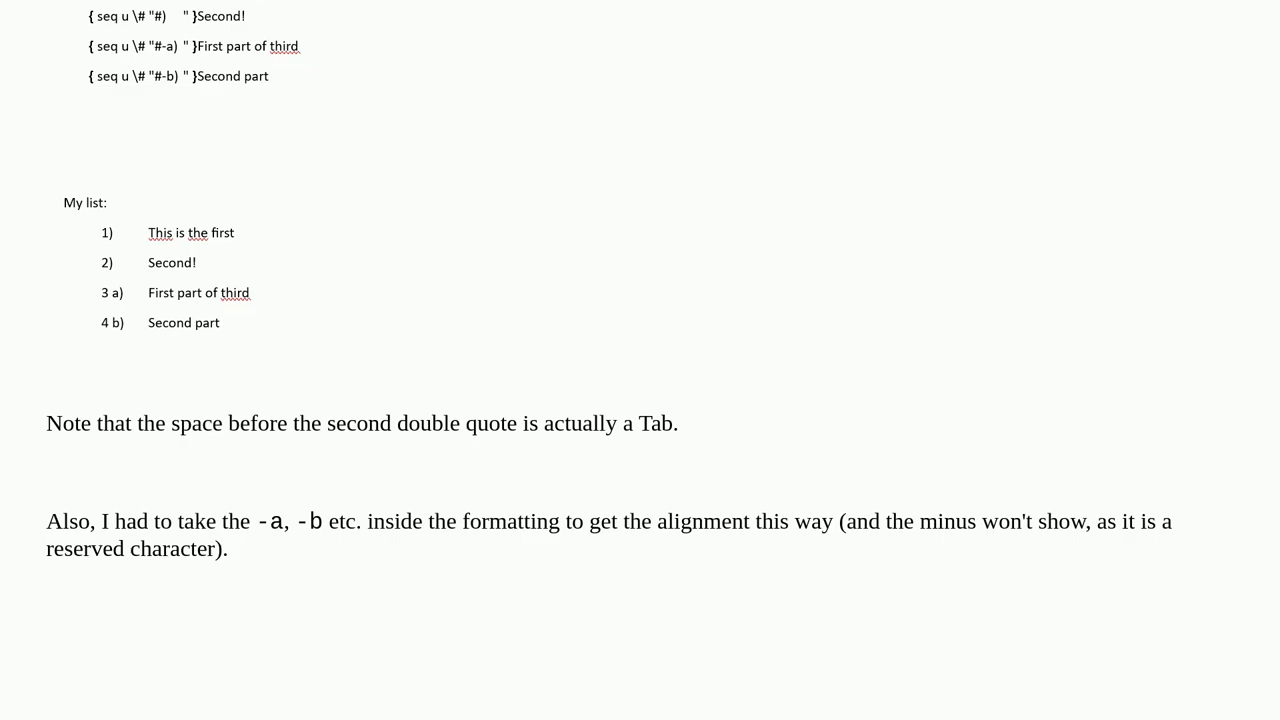 { seq u \# "#)    " }Second!
{ seq u \# "#-a)  " }First part of third
{ seq u \# "#-b)  " }Second part
My list:
1) This is the first
2) Second!
3 a) First part of third
4 b) Second part
Note that the space before the second double quote is actually a Tab.
Also, I had to take the -a, -b etc. inside the formatting to get the alignment this way (and the minus won't show, as it is a
reserved character).